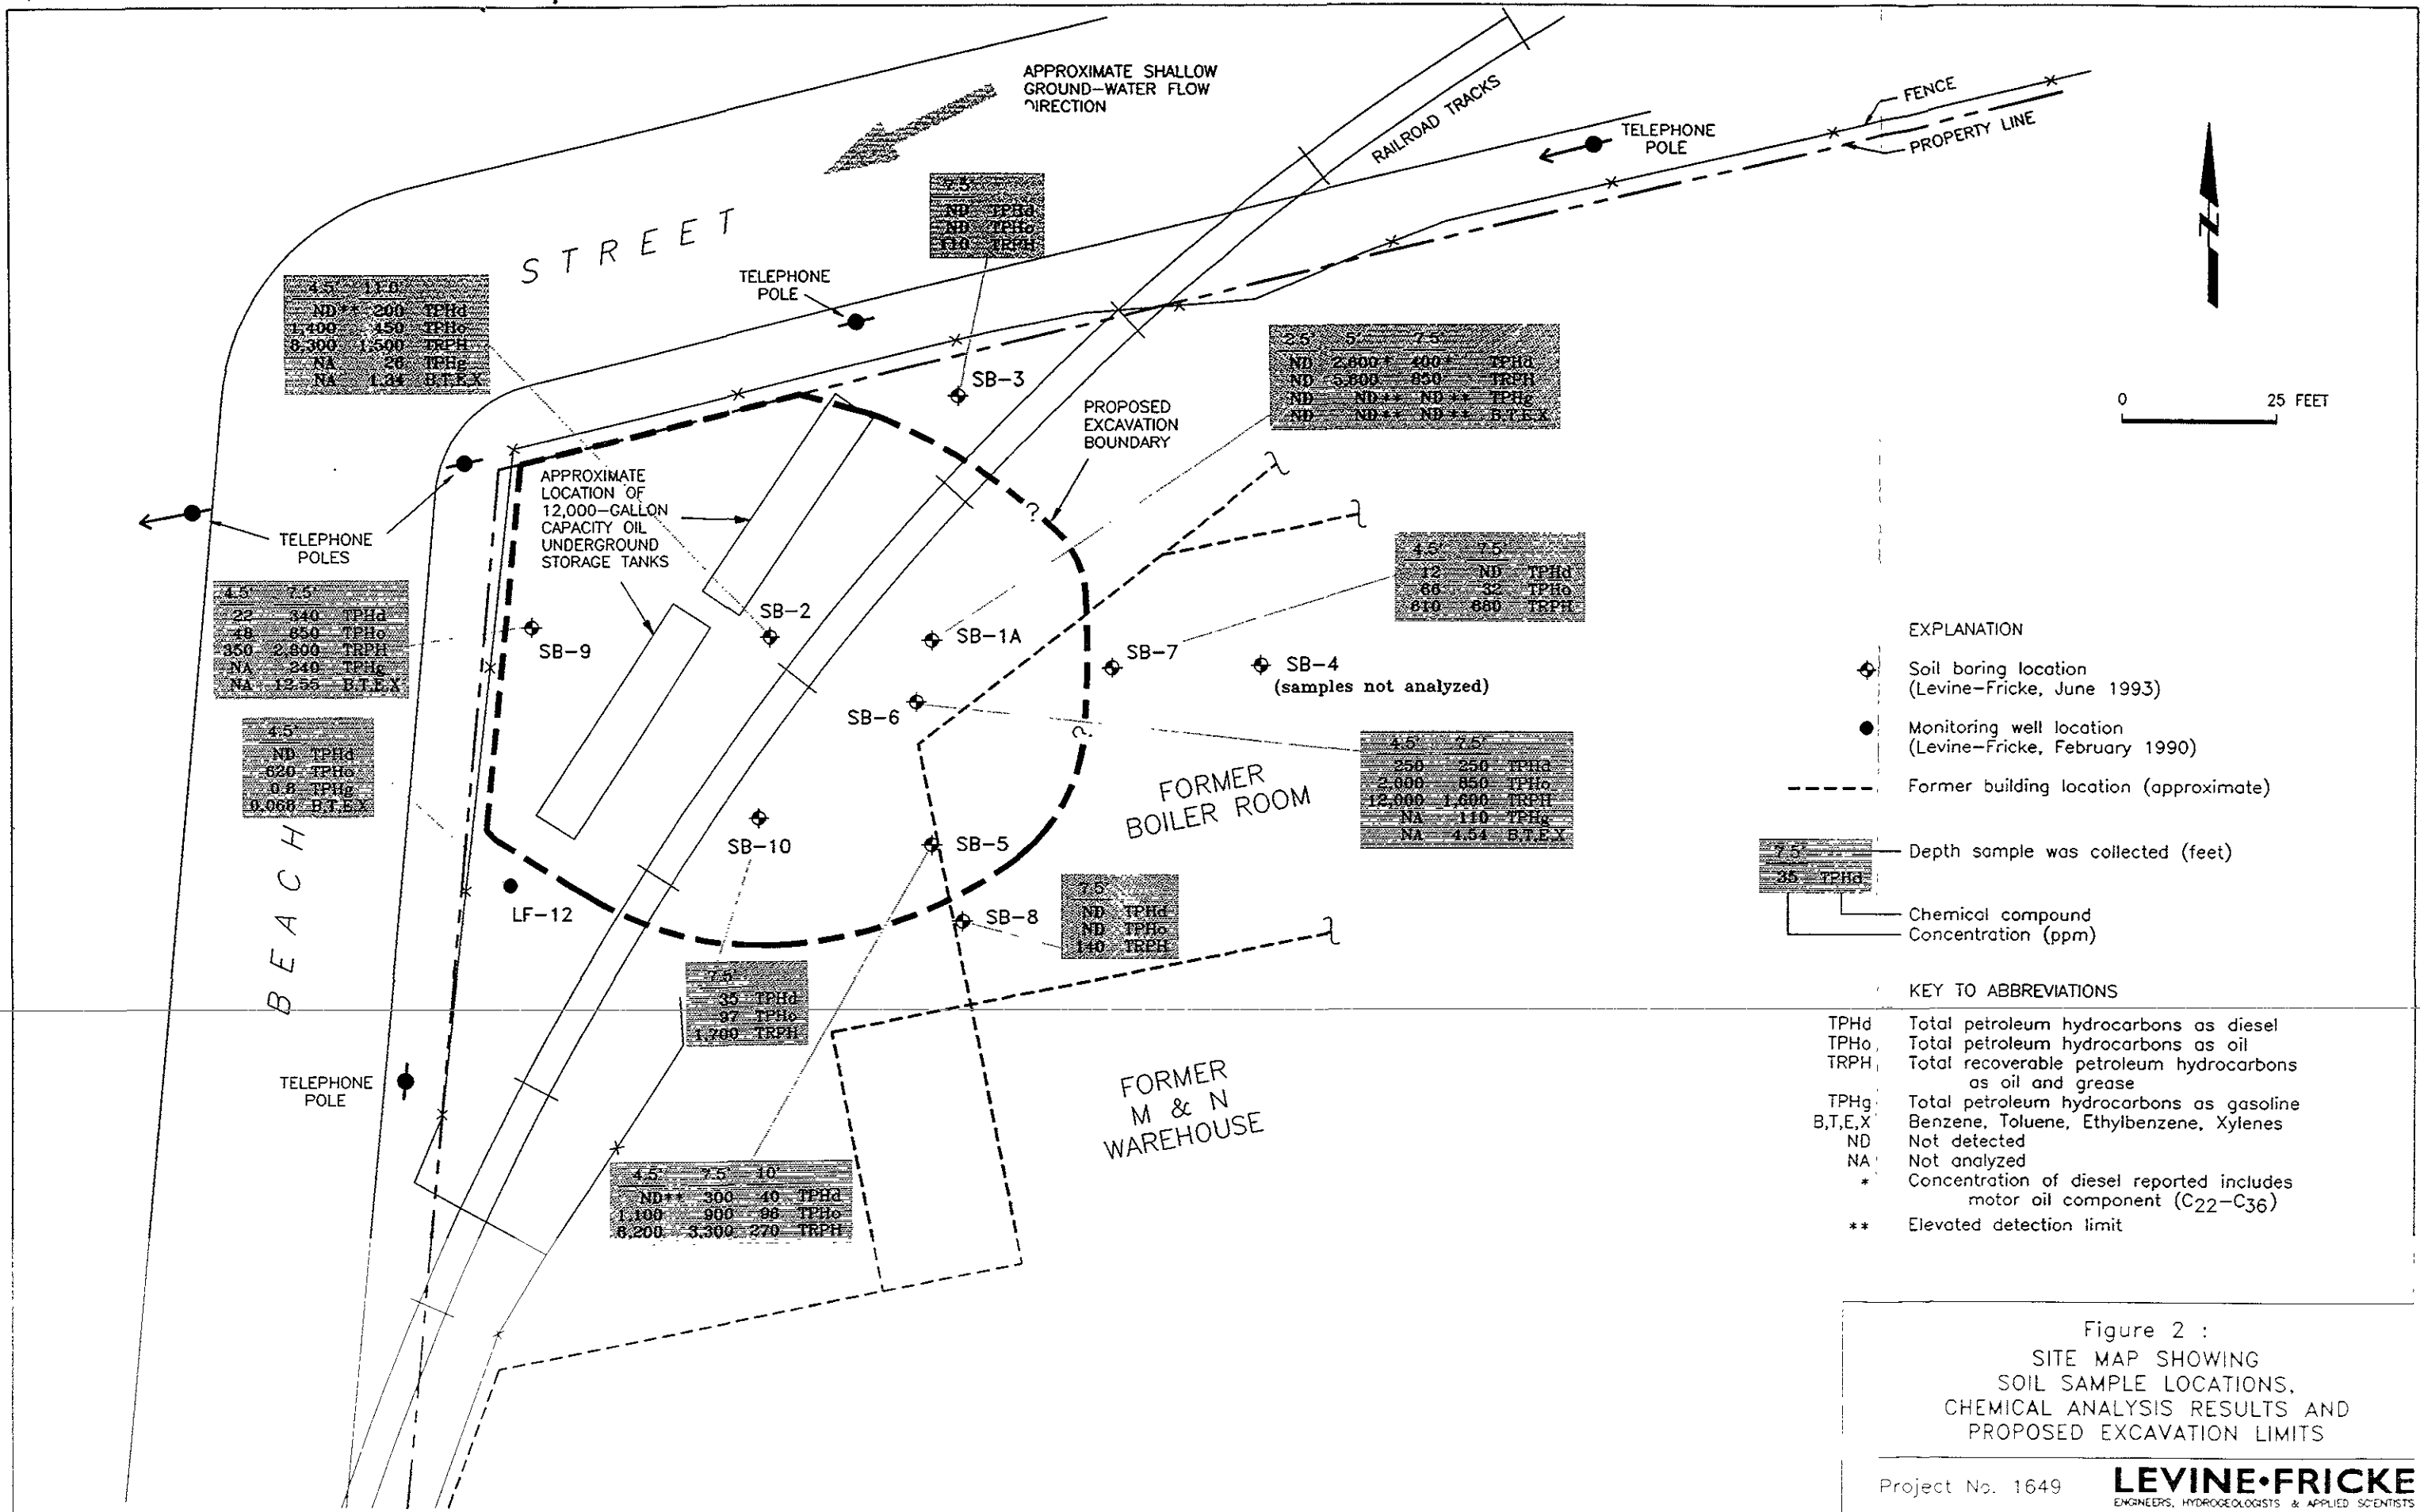 APPROXIMATE SHALLOW
GROUND-WATER FLOW
DIRECTION
RAILROAD TRACKS
TELEPHONE
POLE
FENCE
PROPERTY LINE
STREET
TELEPHONE
POLE
7.5'
ND TPHd
ND TPHo
110 TRPH
SB-3
4.5' 11.0'
ND** 200 TPHd
1,400 450 TPHo
8,300 1,500 TRPH
NA 26 TPHg
NA 1.34 B,T,E,X
2.5' 5' 7.5'
ND 2,600* 400* TPHd
ND 5,800 850 TRPH
ND ND** ND** TPHg
ND ND** ND** B,T,E,X
N
0 25 FEET
PROPOSED
EXCAVATION
BOUNDARY
APPROXIMATE
LOCATION OF
12,000-GALLON
CAPACITY OIL
UNDERGROUND
STORAGE TANKS
?
TELEPHONE
POLES
4.5' 7.5'
12 ND TPHd
66 32 TPHo
610 680 TRPH
4.5' 7.5'
22 340 TPHd
48 650 TPHo
350 2,800 TRPH
NA 240 TPHg
NA 12.55 B,T,E,X
SB-9
SB-2
SB-1A
SB-7
SB-4
(samples not analyzed)
SB-6
?
4.5'
ND TPHd
620 TPHo
0.8 TPHg
0.068 B,T,E,X
4.5' 7.5'
250 250 TPHd
2,000 850 TPHo
12,000 1,600 TRPH
NA 110 TPHg
NA 4.54 B,T,E,X
FORMER
BOILER ROOM
SB-10
SB-5
LF-12
SB-8
7.5'
ND TPHd
ND TPHo
140 TRPH
BEACH
7.5'
35 TPHd
97 TPHo
1,700 TRPH
TELEPHONE
POLE
FORMER
M & N
WAREHOUSE
4.5' 7.5' 10'
ND** 300 40 TPHd
1,100 900 96 TPHo
6,200 3,300 270 TRPH
EXPLANATION
Soil boring location
(Levine-Fricke, June 1993)
Monitoring well location
(Levine-Fricke, February 1990)
Former building location (approximate)
7.5' Depth sample was collected (feet)
35 TPHd
Chemical compound
Concentration (ppm)
KEY TO ABBREVIATIONS
TPHd Total petroleum hydrocarbons as diesel
TPHo Total petroleum hydrocarbons as oil
TRPH Total recoverable petroleum hydrocarbons
as oil and grease
TPHg Total petroleum hydrocarbons as gasoline
B,T,E,X Benzene, Toluene, Ethylbenzene, Xylenes
ND Not detected
NA Not analyzed
* Concentration of diesel reported includes
motor oil component (C22-C36)
** Elevated detection limit
Figure 2 :
SITE MAP SHOWING
SOIL SAMPLE LOCATIONS,
CHEMICAL ANALYSIS RESULTS AND
PROPOSED EXCAVATION LIMITS
Project No. 1649
LEVINE•FRICKE
ENGINEERS, HYDROGEOLOGISTS & APPLIED SCIENTISTS